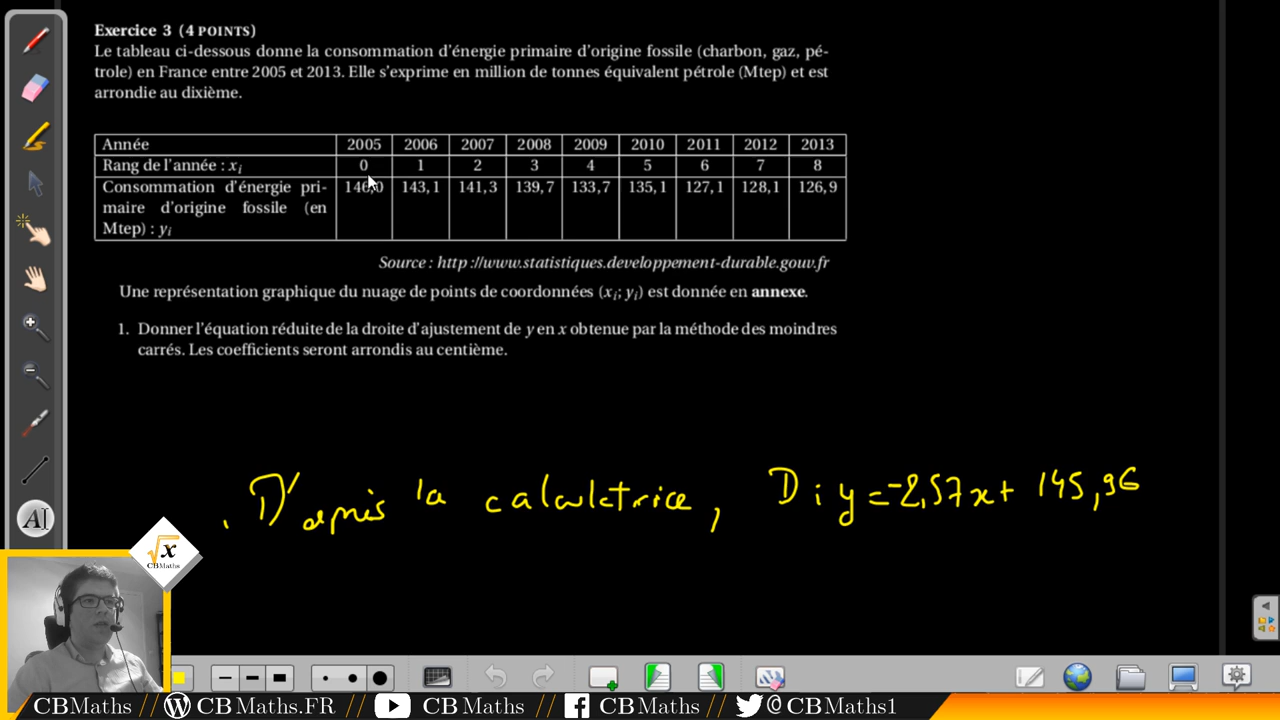 Exercice 3 (4 POINTS)
Le tableau ci-dessous donne la consommation d'énergie primaire d'origine fossile (charbon, gaz, pé-
trole) en France entre 2005 et 2013. Elle s'exprime en million de tonnes équivalent pétrole (Mtep) et est
arrondie au dixième.
Année 2005 2006 2007 2008 2009 2010 2011 2012 2013
Rang de l'année : xi 0 1 2 3 4 5 6 7 8
Consommation d'énergie pri- 146,0 143,1 141,3 139,7 133,7 135,1 127,1 128,1 126,9
maire d'origine fossile (en
Mtep) : yi
Source : http://www.statistiques.developpement-durable.gouv.fr
Une représentation graphique du nuage de points de coordonnées (xi; yi) est donnée en annexe.
1. Donner l'équation réduite de la droite d'ajustement de y en x obtenue par la méthode des moindres
carrés. Les coefficients seront arrondis au centième.
. D'après la calculatrice, D : y = -2,57x + 145,96
AI
√x
CBMaths
CBMaths CBMaths.FR CBMaths CBMaths @CBMaths1